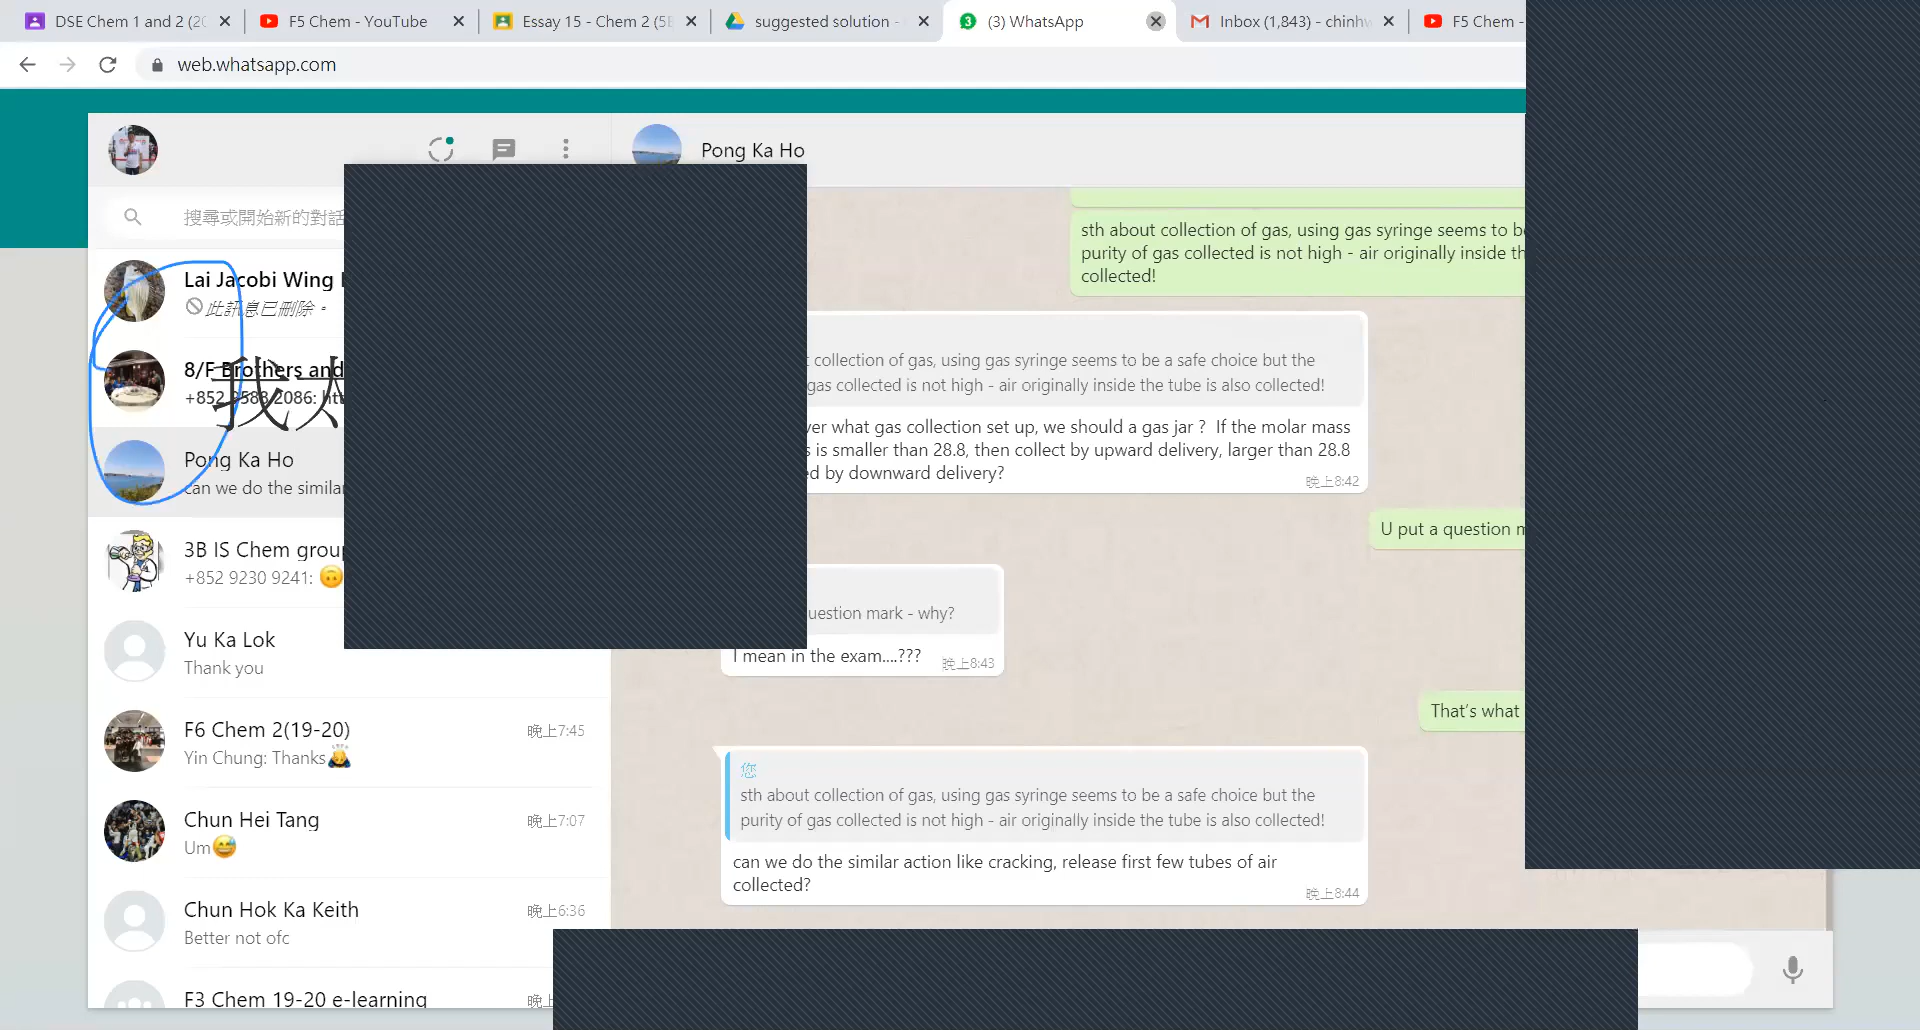 DSE Chem 1 and 2 (20
F5 Chem - YouTube
Essay 15 - Chem 2 (5B
suggested solution -
(3) WhatsApp
Inbox (1,843) - chinhw
F5 Chem -
web.whatsapp.com
Pong Ka Ho
搜尋或開始新的對話
Lai Jacobi Wing
此訊息已刪除。
8/F Brothers and
+852 9588 2086:
我太
Pong Ka Ho
can we do the similar
3B IS Chem group
+852 9230 9241:
Yu Ka Lok
Thank you
F6 Chem 2(19-20)
晚上7:45
Yin Chung: Thanks
Chun Hei Tang
晚上7:07
Um
Chun Hok Ka Keith
晚上6:36
Better not ofc
F3 Chem 19-20 e-learning
晚上
sth about collection of gas, using gas syringe seems to be
purity of gas collected is not high - air originally inside th
collected!
collection of gas, using gas syringe seems to be a safe choice but the
gas collected is not high - air originally inside the tube is also collected!
ver what gas collection set up, we should a gas jar ? If the molar mass
s is smaller than 28.8, then collect by upward delivery, larger than 28.8
ed by downward delivery?
晚上8:42
U put a question m
uestion mark - why?
I mean in the exam....???
晚上8:43
That's what
您
sth about collection of gas, using gas syringe seems to be a safe choice but the
purity of gas collected is not high - air originally inside the tube is also collected!
can we do the similar action like cracking, release first few tubes of air
collected?
晚上8:44